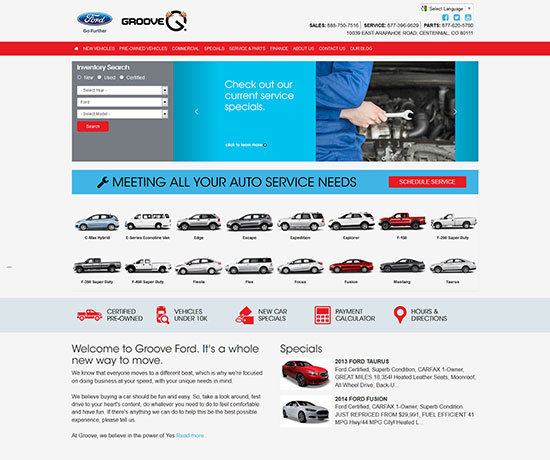 Select Language
Ford
Go Further
GROOVE
SALES: 888-750-7516 | SERVICE: 877-396-9629 | PARTS: 877-620-5760
10039 EAST ARAPAHOE ROAD, CENTENNIAL, CO 80111
NEW VEHICLES PRE-OWNED VEHICLES COMMERCIAL SPECIALS SERVICE & PARTS FINANCE ABOUT US CONTACT US OUR BLOG
Inventory Search
New Used Certified
- Select Year -
Ford
- Select Model -
Search
Check out our
current service
specials.
click to learn more
MEETING ALL YOUR AUTO SERVICE NEEDS
SCHEDULE SERVICE
C-Max Hybrid E-Series Econoline Van Edge Escape Expedition Explorer F-150 F-250 Super Duty
F-350 Super Duty F-450 Super Duty Fiesta Flex Focus Fusion Mustang Taurus
CERTIFIED
PRE-OWNED
VEHICLES
UNDER 10K
NEW CAR
SPECIALS
PAYMENT
CALCULATOR
HOURS &
DIRECTIONS
Welcome to Groove Ford. It's a whole
new way to move.
We know that everyone moves to a different beat, which is why we're focused
on doing business at your speed, with your unique needs in mind.
We believe buying a car should be fun and easy. So, take a look around, test
drive to your heart's content, do whatever you need to do to feel comfortable
and have fun. If there's anything we can do to help this be the best possible
experience, please tell us.
At Groove, we believe in the power of Yes.Read more..
Specials
2013 FORD TAURUS
Ford Certified, Superb Condition, CARFAX 1-Owner,
GREAT MILES 18,354! Heated Leather Seats, Moonroof,
All Wheel Drive, Back-U...
2014 FORD FUSION
Ford Certified, CARFAX 1-Owner, Superb Condition
JUST REPRICED FROM $29,991, FUEL EFFICIENT 41
MPG Hwy/44 MPG City! Heated L...